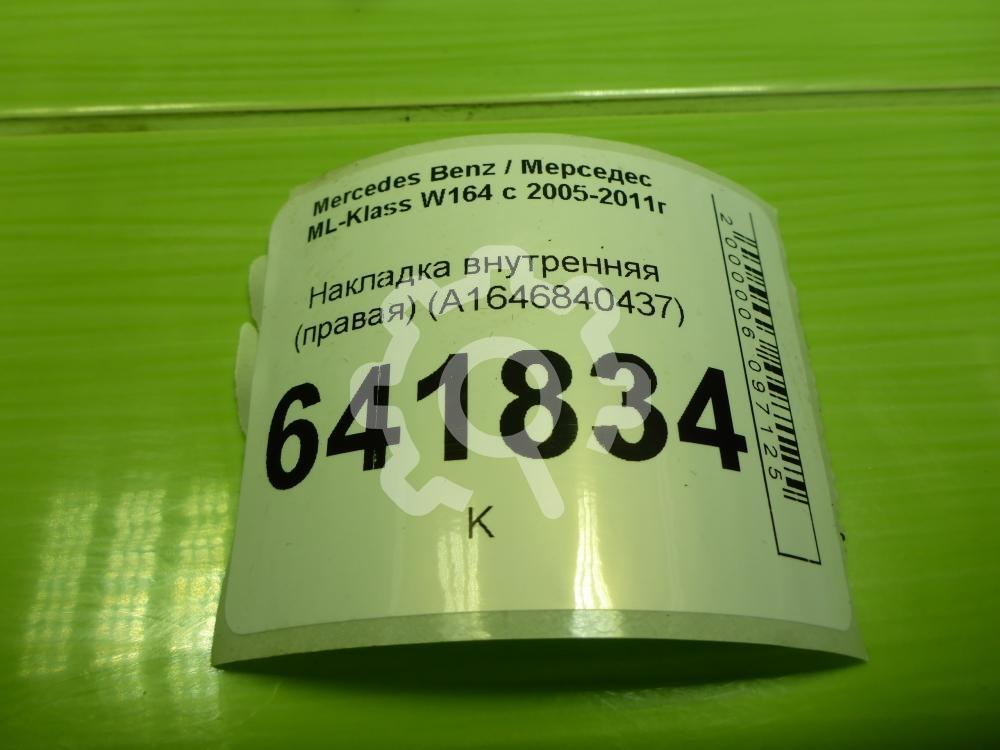 Mercedes Benz / Мерседес
ML-Klass W164 с 2005-2011г
Накладка внутренняя
(правая) (A1646840437)
641834
К
2000006097125